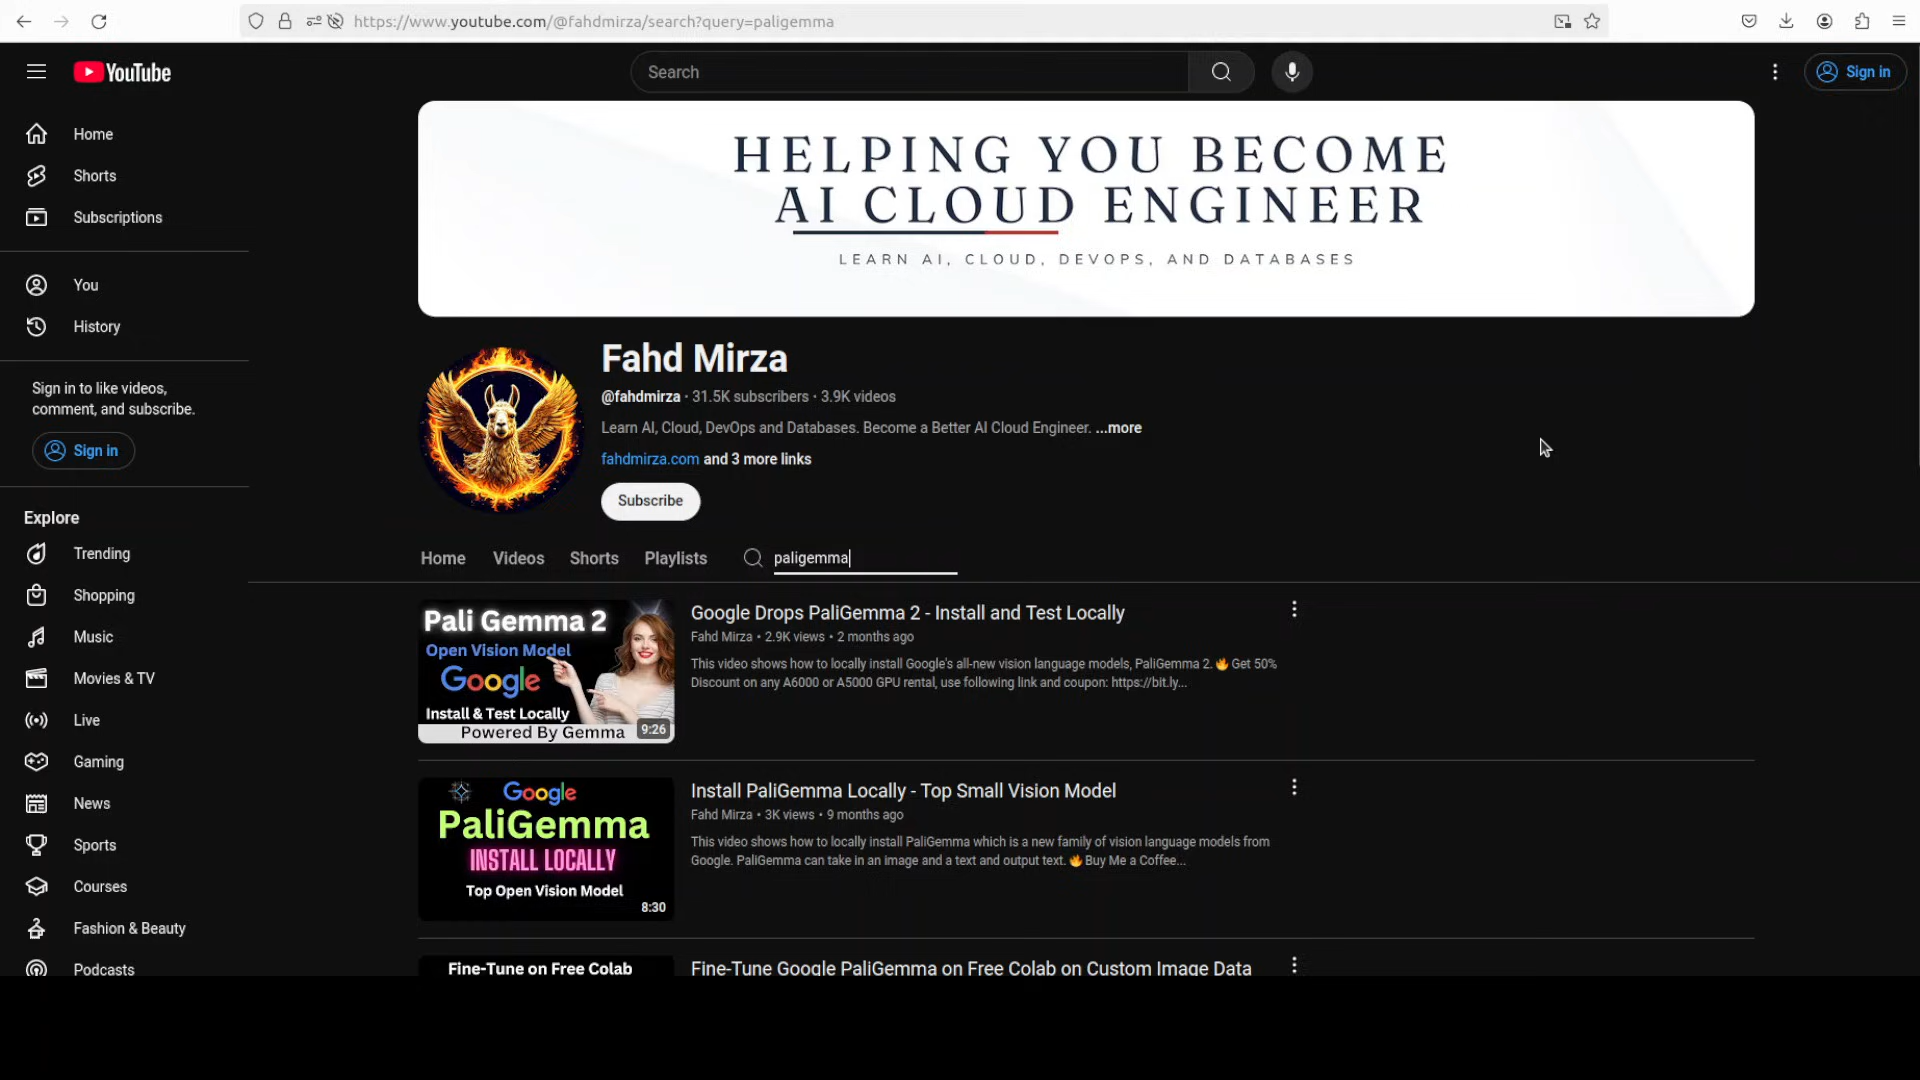 https://www.youtube.com/@fahdmirza/search?query=paligemma
YouTube
Search
Sign in
Home
Shorts
Subscriptions
You
History
Sign in to like videos,
comment, and subscribe.
Sign in
Explore
Trending
Shopping
Music
Movies & TV
Live
Gaming
News
Sports
Courses
Fashion & Beauty
Podcasts
HELPING YOU BECOME
AI CLOUD ENGINEER
LEARN AI, CLOUD, DEVOPS, AND DATABASES
Fahd Mirza
@fahdmirza · 31.5K subscribers · 3.9K videos
Learn AI, Cloud, DevOps and Databases. Become a Better AI Cloud Engineer. ...more
fahdmirza.com and 3 more links
Subscribe
Home Videos Shorts Playlists paligemma
Pali Gemma 2
Open Vision Model
Google
Install & Test Locally
Powered By Gemma
9:26
Google Drops PaliGemma 2 - Install and Test Locally
Fahd Mirza • 2.9K views • 2 months ago
This video shows how to locally install Google's all-new vision language models, PaliGemma 2. 🔥 Get 50%
Discount on any A6000 or A5000 GPU rental, use following link and coupon: https://bit.ly...
Google
PaliGemma
INSTALL LOCALLY
Top Open Vision Model
8:30
Install PaliGemma Locally - Top Small Vision Model
Fahd Mirza • 3K views • 9 months ago
This video shows how to locally install PaliGemma which is a new family of vision language models from
Google. PaliGemma can take in an image and a text and output text. 🔥 Buy Me a Coffee...
Fine-Tune on Free Colab
Fine-Tune Google PaliGemma on Free Colab on Custom Image Data